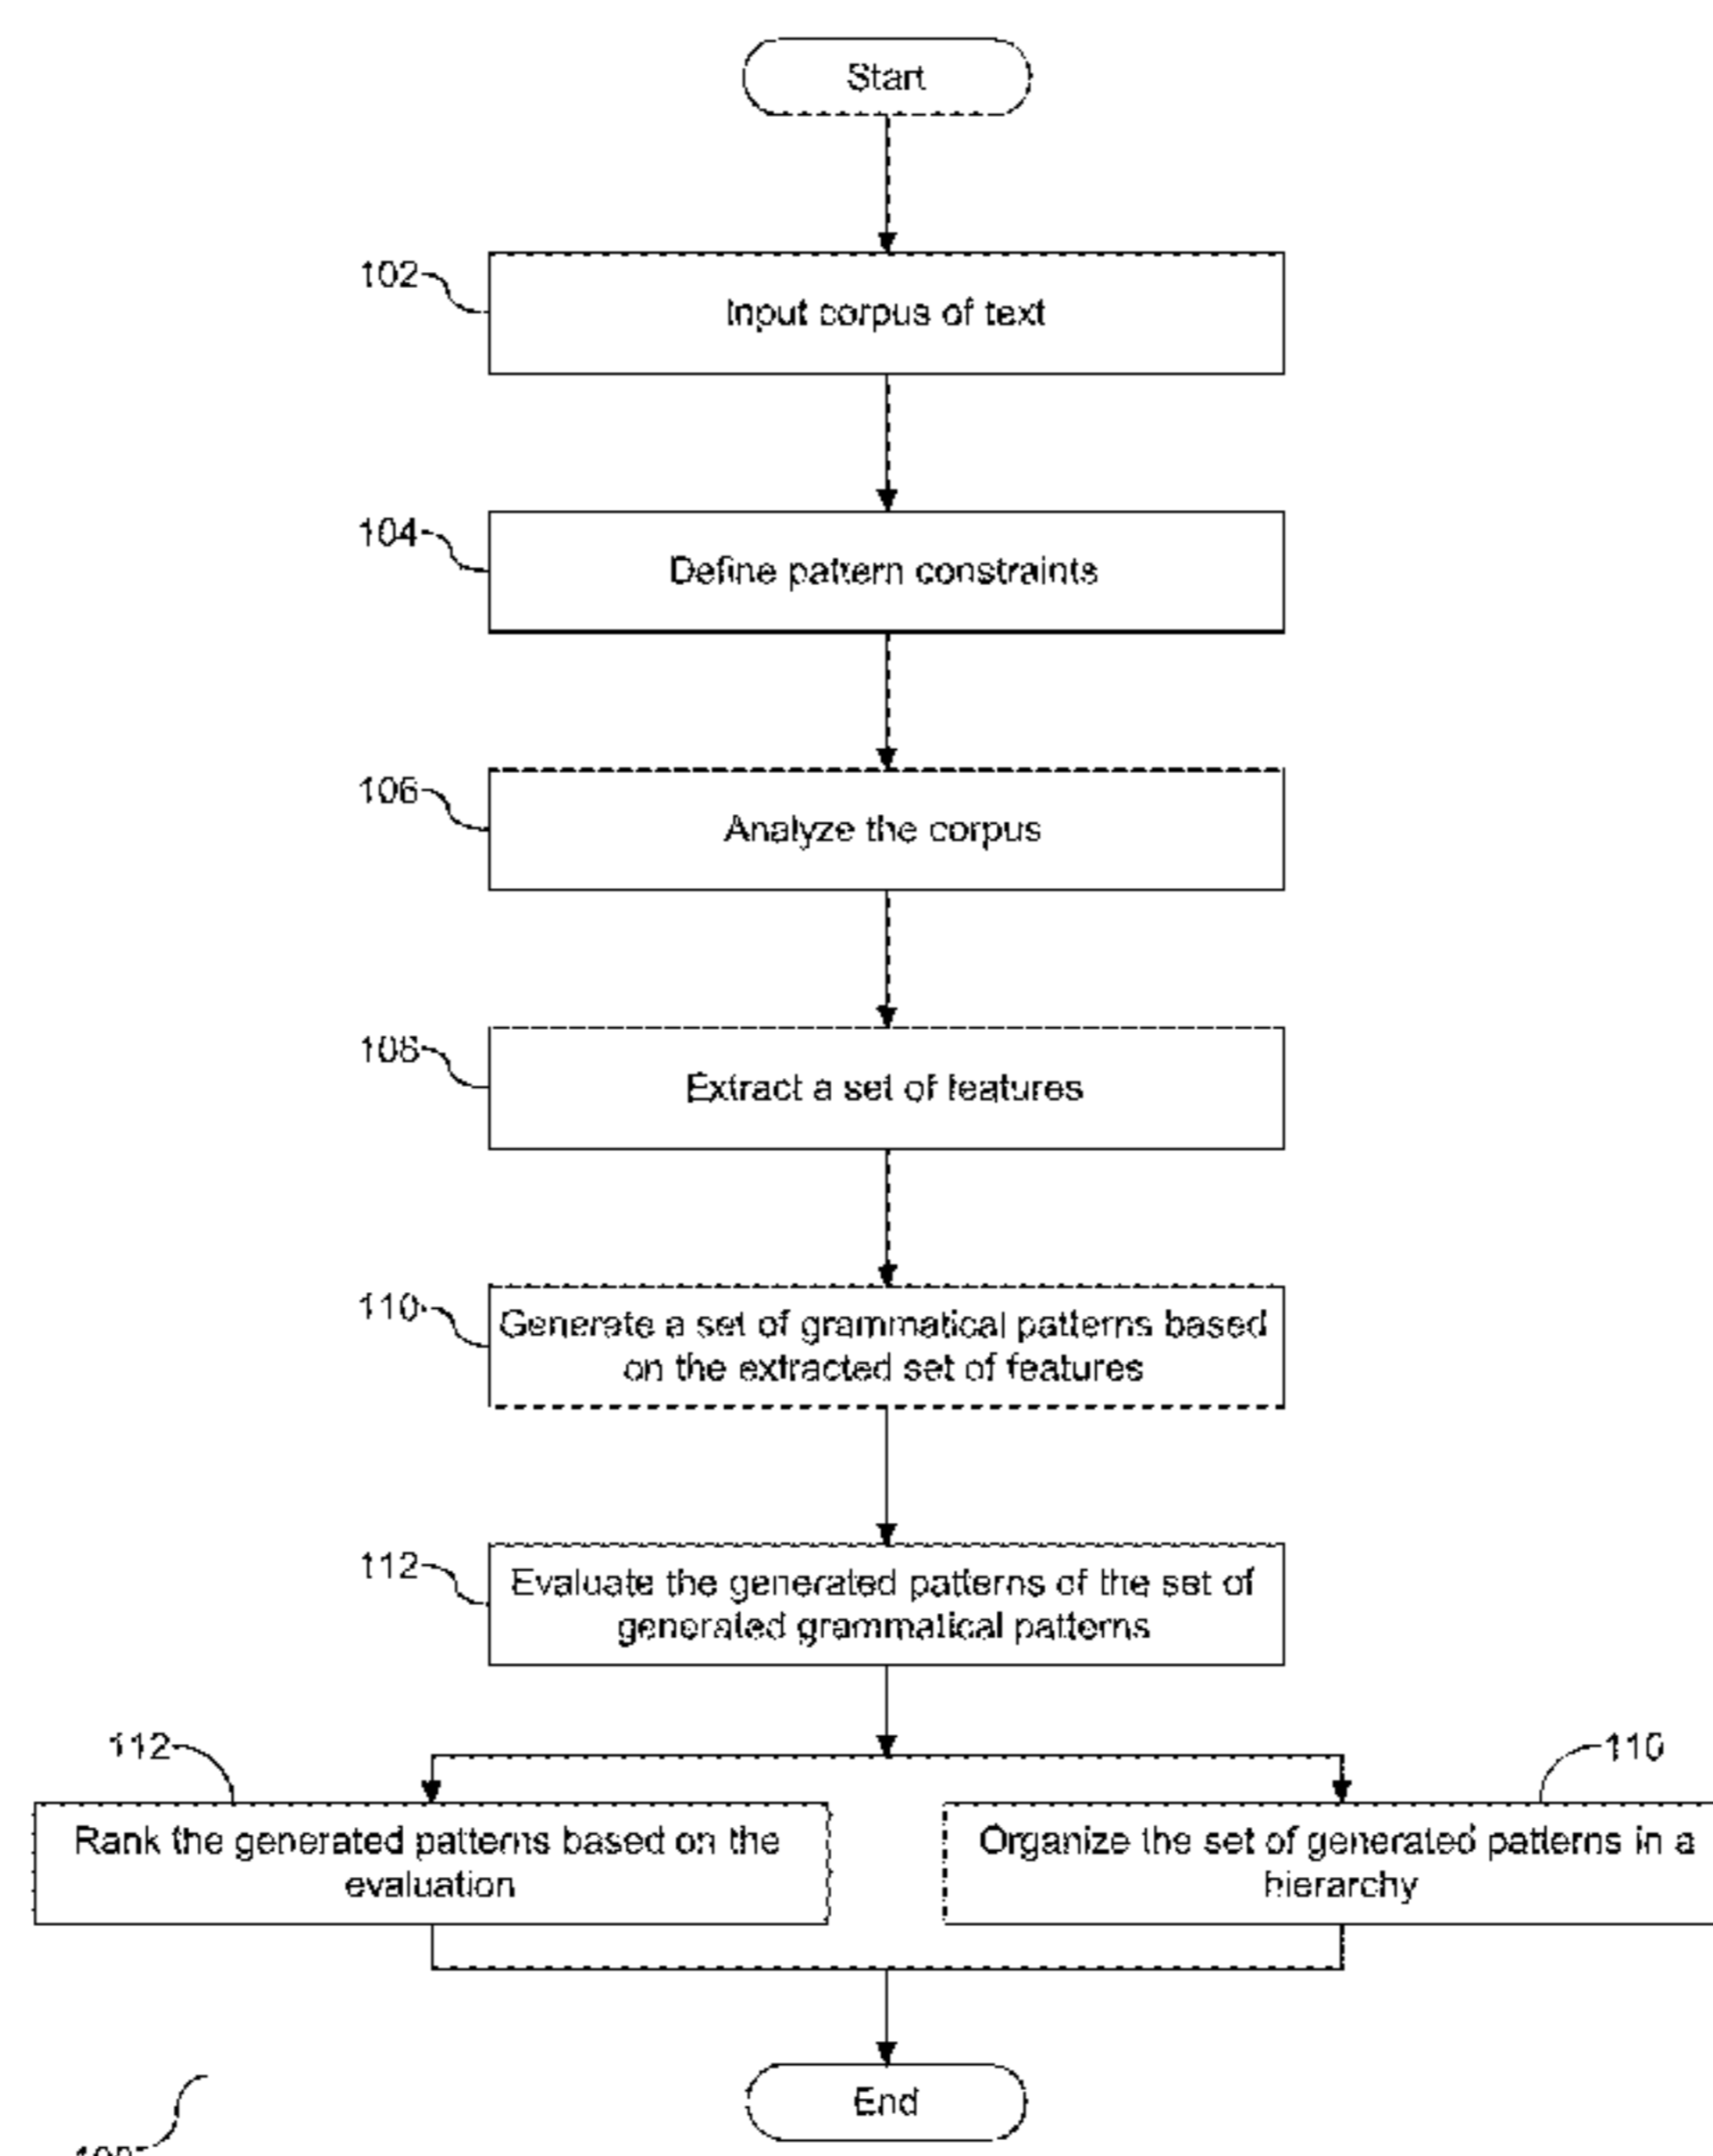 Start
102
Input corpus of text
104
Define pattern constraints
106
Analyze the corpus
108
Extract a set of features
110
Generate a set of grammatical patterns based
on the extracted set of features
112
Evaluate the generated patterns of the set of
generated grammatical patterns
112
110
Rank the generated patterns based on the
evaluation
Organize the set of generated patterns in a
hierarchy
End